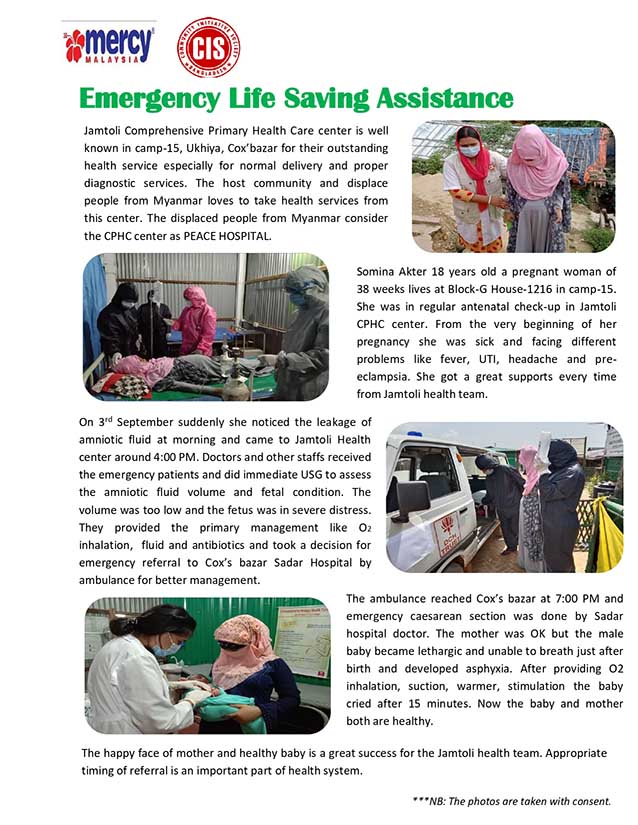 mercy
MALAYSIA
COMMUNITY INITIATIVE SOCIETY
CIS
BANGLADESH
Emergency Life Saving Assistance
Jamtoli Comprehensive Primary Health Care center is well
known in camp-15, Ukhiya, Cox'bazar for their outstanding
health service especially for normal delivery and proper
diagnostic services. The host community and displace
people from Myanmar loves to take health services from
this center. The displaced people from Myanmar consider
the CPHC center as PEACE HOSPITAL.
Somina Akter 18 years old a pregnant woman of
38 weeks lives at Block-G House-1216 in camp-15.
She was in regular antenatal check-up in Jamtoli
CPHC center. From the very beginning of her
pregnancy she was sick and facing different
problems like fever, UTI, headache and pre-
eclampsia. She got a great supports every time
from Jamtoli health team.
On 3rd September suddenly she noticed the leakage of
amniotic fluid at morning and came to Jamtoli Health
center around 4:00 PM. Doctors and other staffs received
the emergency patients and did immediate USG to assess
the amniotic fluid volume and fetal condition. The
volume was too low and the fetus was in severe distress.
They provided the primary management like O2
inhalation, fluid and antibiotics and took a decision for
emergency referral to Cox's bazar Sadar Hospital by
ambulance for better management.
DCH
TRUST
The ambulance reached Cox's bazar at 7:00 PM and
emergency caesarean section was done by Sadar
hospital doctor. The mother was OK but the male
baby became lethargic and unable to breath just after
birth and developed asphyxia. After providing O2
inhalation, suction, warmer, stimulation the baby
cried after 15 minutes. Now the baby and mother
both are healthy.
The happy face of mother and healthy baby is a great success for the Jamtoli health team. Appropriate
timing of referral is an important part of health system.
***NB: The photos are taken with consent.